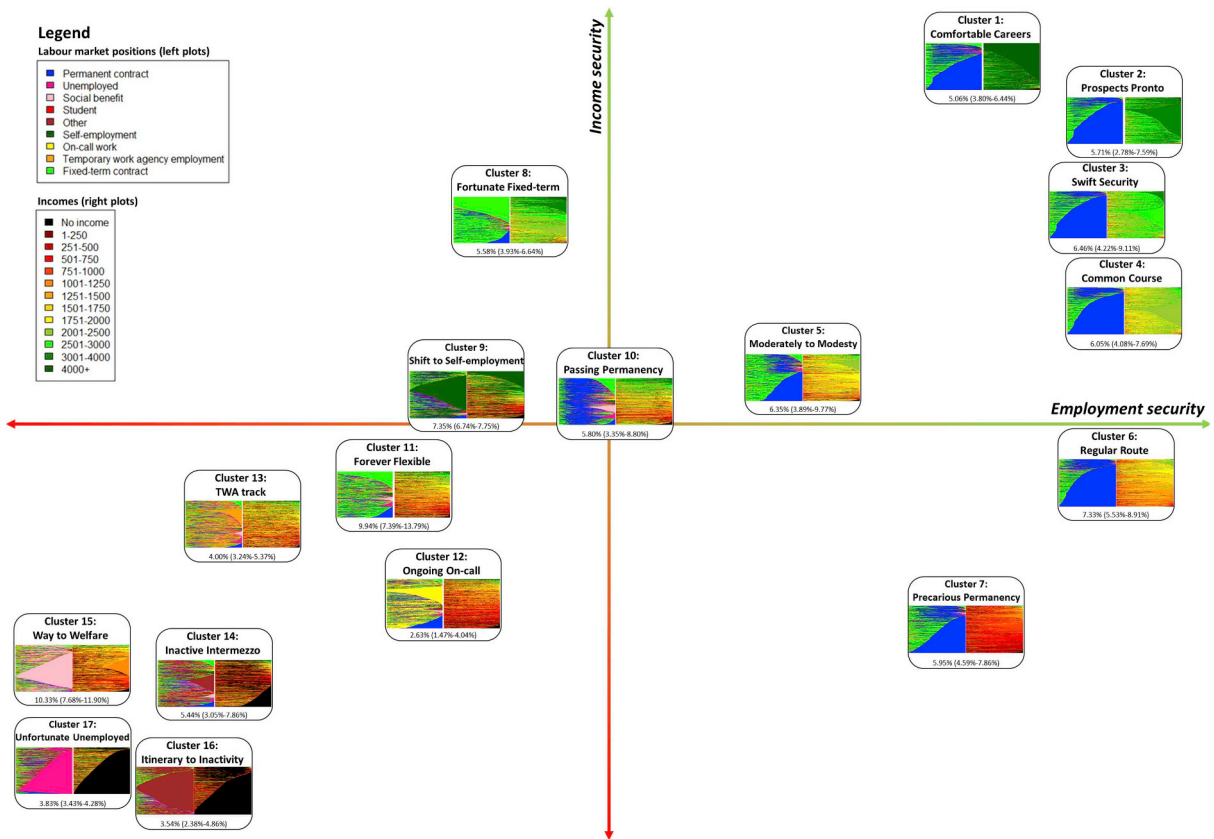 Legend
Labour market positions (left plots)
Permanent contract
Unemployed
Social benefit
Student
Other
Self-employment
On-call work
Temporary work agency employment
Fixed-term contract
Incomes (right plots)
No income
1-250
251-500
501-750
751-1000
1001-1250
1251-1500
1501-1750
1751-2000
2001-2500
2501-3000
3001-4000
4000+
Income security
Employment security
Cluster 1:
Comfortable Careers
5.06% (3.80%-6.44%)
Cluster 2:
Prospects Pronto
5.71% (2.78%-7.59%)
Cluster 3:
Swift Security
6.46% (4.22%-9.11%)
Cluster 4:
Common Course
6.05% (4.08%-7.69%)
Cluster 5:
Moderately to Modesty
6.35% (3.89%-9.77%)
Cluster 6:
Regular Route
7.33% (5.53%-8.91%)
Cluster 7:
Precarious Permanency
5.95% (4.59%-7.86%)
Cluster 8:
Fortunate Fixed-term
5.58% (3.93%-6.64%)
Cluster 9:
Shift to Self-employment
7.35% (6.74%-7.75%)
Cluster 10:
Passing Permanency
5.80% (3.35%-8.80%)
Cluster 11:
Forever Flexible
9.94% (7.39%-13.79%)
Cluster 12:
Ongoing On-call
2.63% (1.47%-4.04%)
Cluster 13:
TWA track
4.00% (3.24%-5.37%)
Cluster 14:
Inactive Intermezzo
5.44% (3.05%-7.86%)
Cluster 15:
Way to Welfare
10.33% (7.68%-11.90%)
Cluster 16:
Itinerary to Inactivity
3.54% (2.38%-4.86%)
Cluster 17:
Unfortunate Unemployed
3.83% (3.43%-4.28%)